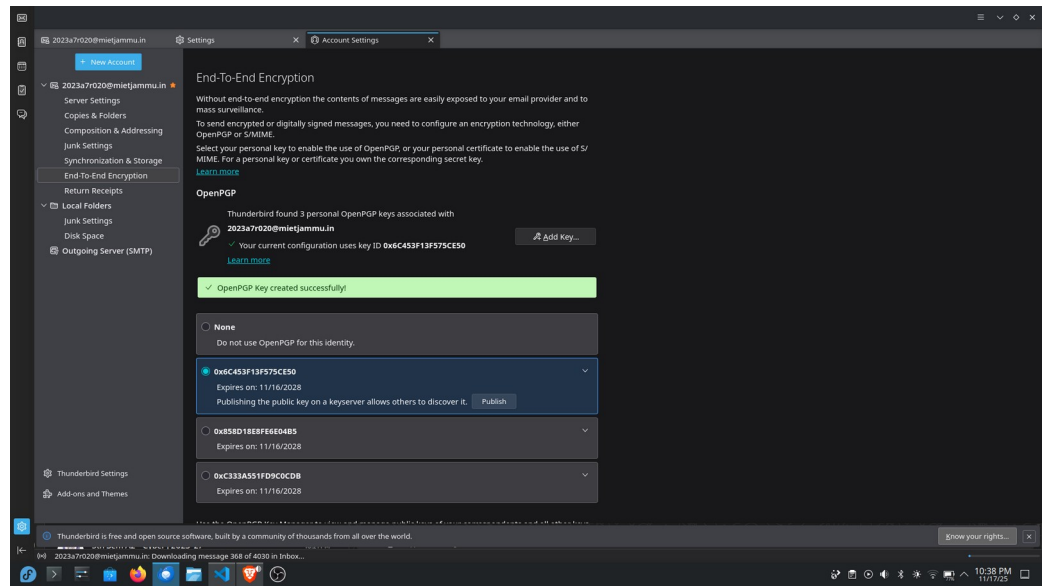 2023a7r020@mietjammu.in
Settings
Account Settings
+ New Account
2023a7r020@mietjammu.in
Server Settings
Copies & Folders
Composition & Addressing
Junk Settings
Synchronization & Storage
End-To-End Encryption
Return Receipts
Local Folders
Junk Settings
Disk Space
Outgoing Server (SMTP)
Thunderbird Settings
Add-ons and Themes
End-To-End Encryption
Without end-to-end encryption the contents of messages are easily exposed to your email provider and to
mass surveillance.
To send encrypted or digitally signed messages, you need to configure an encryption technology, either
OpenPGP or S/MIME.
Select your personal key to enable the use of OpenPGP, or your personal certificate to enable the use of S/
MIME. For a personal key or certificate you own the corresponding secret key.
Learn more
OpenPGP
Thunderbird found 3 personal OpenPGP keys associated with
2023a7r020@mietjammu.in
Your current configuration uses key ID 0x6C453F13F575CE50
Learn more
Add Key...
OpenPGP Key created successfully!
None
Do not use OpenPGP for this identity.
0x6C453F13F575CE50
Expires on: 11/16/2028
Publishing the public key on a keyserver allows others to discover it. Publish
0x858D18E8FE6E04B5
Expires on: 11/16/2028
0xC333A551FD9C0CDB
Expires on: 11/16/2028
Thunderbird is free and open source software, built by a community of thousands from all over the world.
Know your rights...
2023a7r020@mietjammu.in: Downloading message 368 of 4030 in Inbox...
10:38 PM
11/17/25